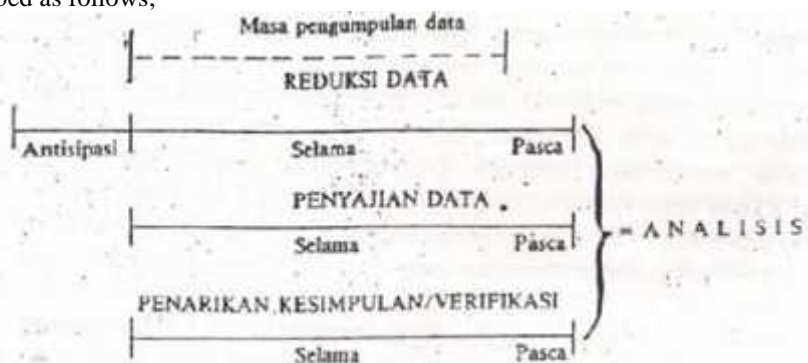 as follows;
Masa pengumpulan data
REDUKSI DATA
Antisipasi Selama Pasca
PENYAJIAN DATA
Selama Pasca
= ANALISIS
PENARIKAN KESIMPULAN/VERIFIKASI
Selama Pasca